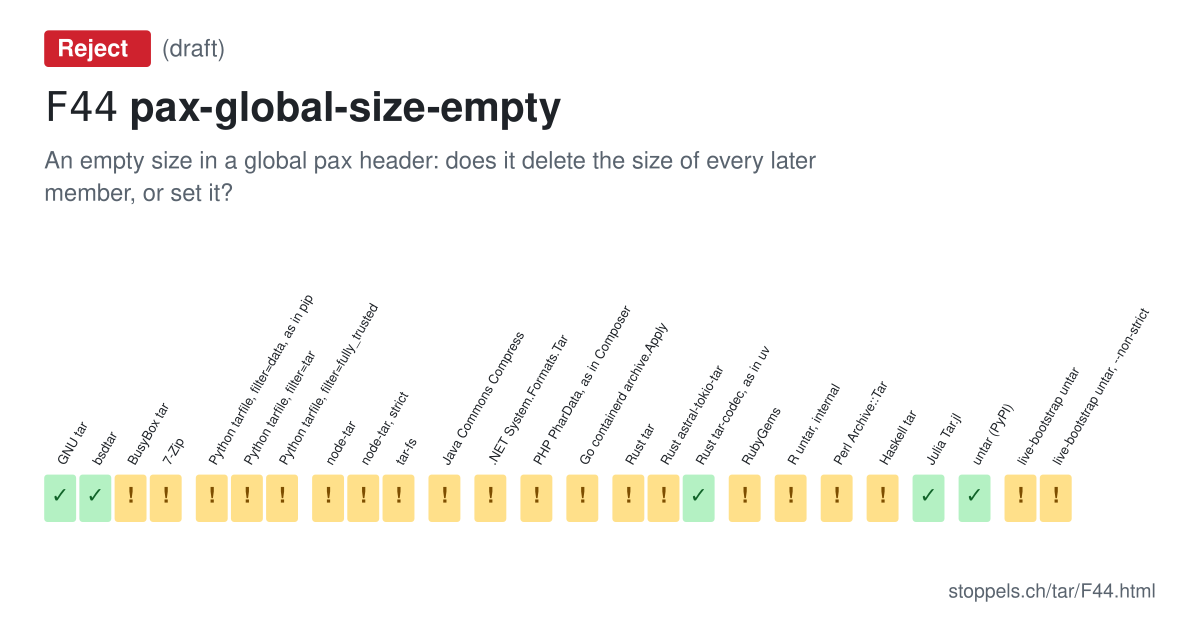 Reject (draft)
F44 pax-global-size-empty
An empty size in a global pax header: does it delete the size of every later
member, or set it?
GNU tar
bsdtar
BusyBox tar
7-Zip
Python tarfile, filter=data, as in pip
Python tarfile, filter=tar
Python tarfile, filter=fully_trusted
node-tar
node-tar, strict
tar-fs
Java Commons Compress
.NET System.Formats.Tar
PHP PharData, as in Composer
Go containerd archive.Apply
Rust tar
Rust astral-tokio-tar
Rust tar-codec, as in uv
RubyGems
R untar, internal
Perl Archive::Tar
Haskell tar
Julia Tar.jl
untar (PyPI)
live-bootstrap untar
live-bootstrap untar, --non-strict
✓ ✓ ! ! ! ! ! ! ! ! ! ! ! ! ! ! ✓ ! ! ! ! ✓ ✓ ! !
stoppels.ch/tar/F44.html